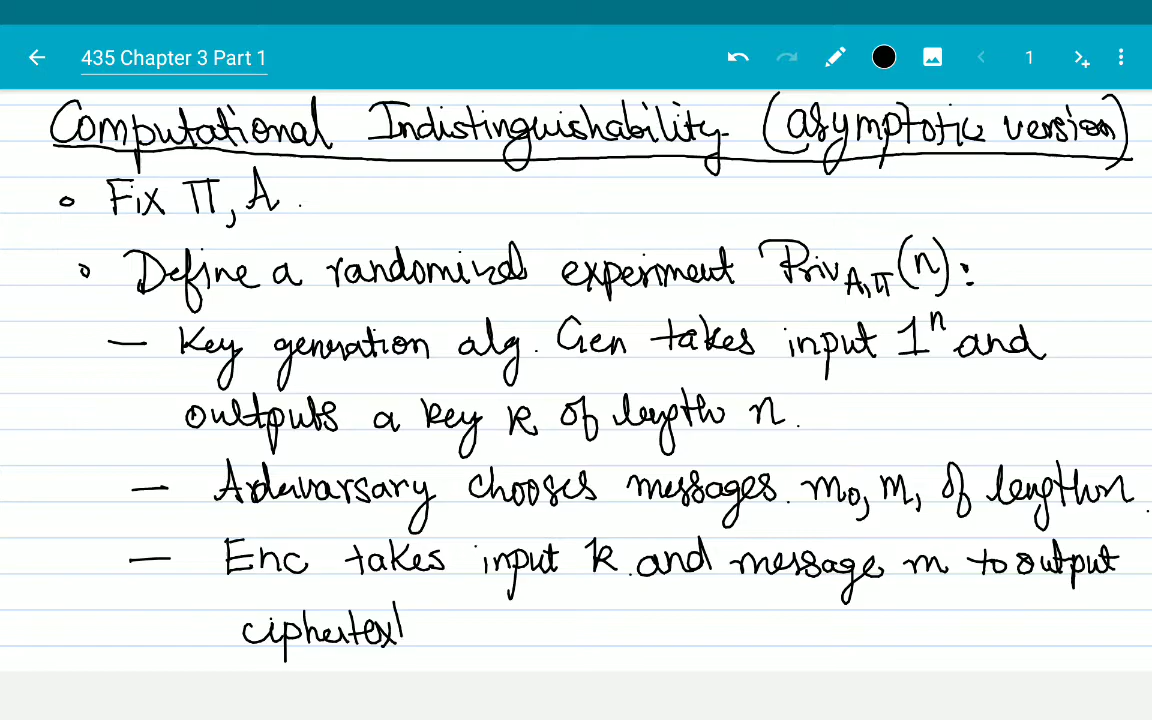 435 Chapter 3 Part 1
1
Computational Indistinguishability (asymptotic version)
Fix Π, A.
Define a randomized experiment Priv A,Π (n):
— Key generation alg. Gen takes input 1^n and
outputs a key k of length n.
— Adversary chooses messages m0, m1 of length n.
— Enc takes input k and message m to output
ciphertext